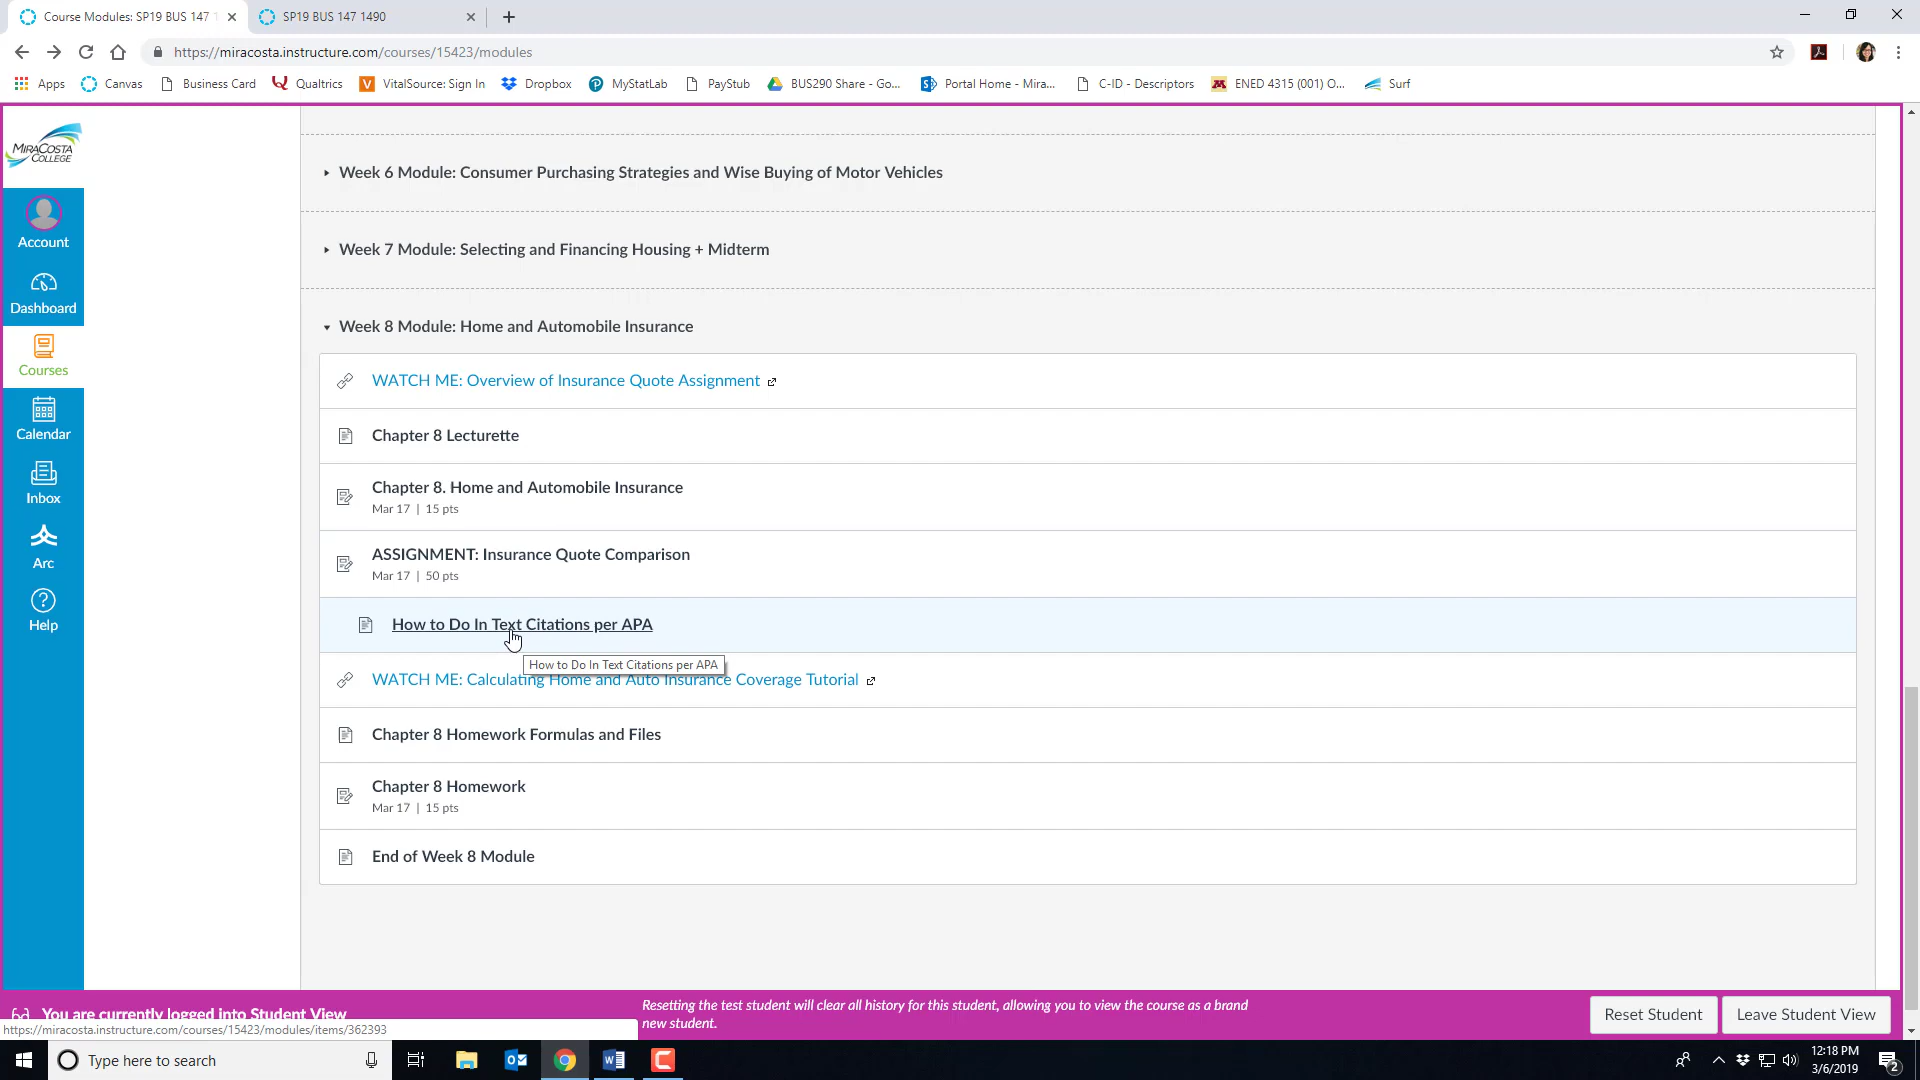 Course Modules: SP19 BUS 147 1
SP19 BUS 147 1490
https://miracosta.instructure.com/courses/15423/modules
Apps
Canvas
Business Card
Qualtrics
VitalSource: Sign In
Dropbox
MyStatLab
PayStub
BUS290 Share - Go...
Portal Home - Mira...
C-ID - Descriptors
ENED 4315 (001) O...
Surf
MIRACOSTA
COLLEGE
Account
Dashboard
Courses
Calendar
Inbox
Arc
Help
Week 6 Module: Consumer Purchasing Strategies and Wise Buying of Motor Vehicles
Week 7 Module: Selecting and Financing Housing + Midterm
Week 8 Module: Home and Automobile Insurance
WATCH ME: Overview of Insurance Quote Assignment
Chapter 8 Lecturette
Chapter 8. Home and Automobile Insurance
Mar 17 | 15 pts
ASSIGNMENT: Insurance Quote Comparison
Mar 17 | 50 pts
How to Do In Text Citations per APA
How to Do In Text Citations per APA
WATCH ME: Calculating Home and Auto Insurance Coverage Tutorial
Chapter 8 Homework Formulas and Files
Chapter 8 Homework
Mar 17 | 15 pts
End of Week 8 Module
You are currently logged into Student View
Resetting the test student will clear all history for this student, allowing you to view the course as a brand
new student.
Reset Student
Leave Student View
https://miracosta.instructure.com/courses/15423/modules/items/362393
Type here to search
12:18 PM
3/6/2019
2